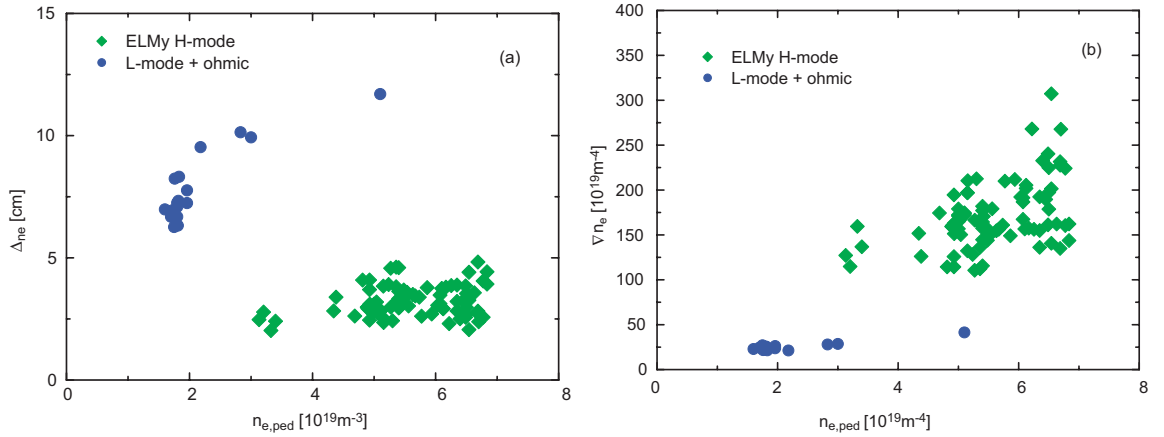 15
10
5
0
Δne [cm]
ELMy H-mode
L-mode + ohmic
(a)
0
2
4
6
8
ne,ped [10¹⁹m⁻³]
400
350
300
250
200
150
100
50
0
∇ne [10¹⁹m⁻⁴]
ELMy H-mode
L-mode + ohmic
(b)
0
2
4
6
8
ne,ped [10¹⁹m⁻⁴]